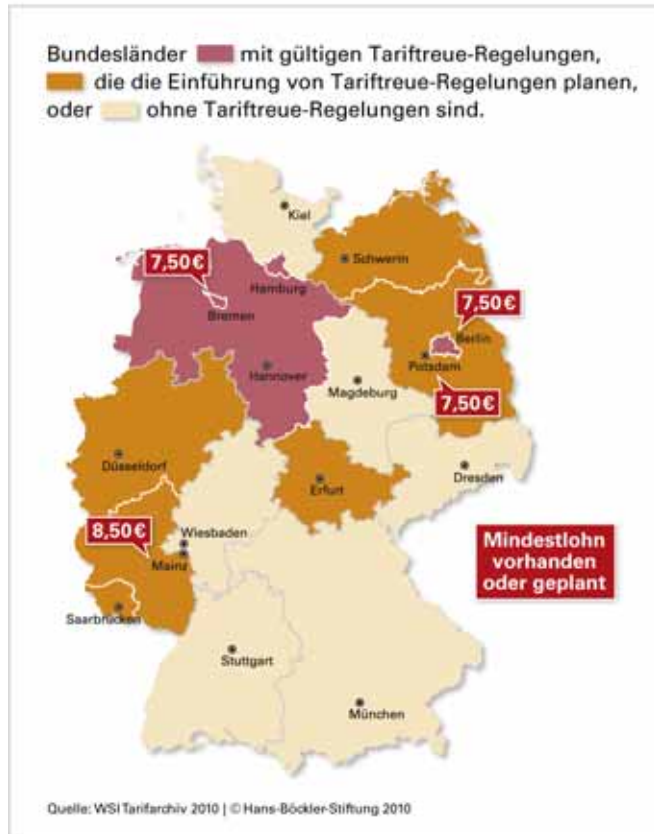 Bundesländer mit gültigen Tariftreue-Regelungen,
die die Einführung von Tariftreue-Regelungen planen,
oder ohne Tariftreue-Regelungen sind.
Kiel
Schwerin
7,50€
Hamburg
Bremen
7,50€
Berlin
Potsdam
Hannover
Magdeburg
7,50€
Düsseldorf
Erfurt
Dresden
8,50€
Wiesbaden
Mainz
Mindestlohn
vorhanden
oder geplant
Saarbrücken
Stuttgart
München
Quelle: WSI Tarifarchiv 2010 | © Hans-Böckler-Stiftung 2010